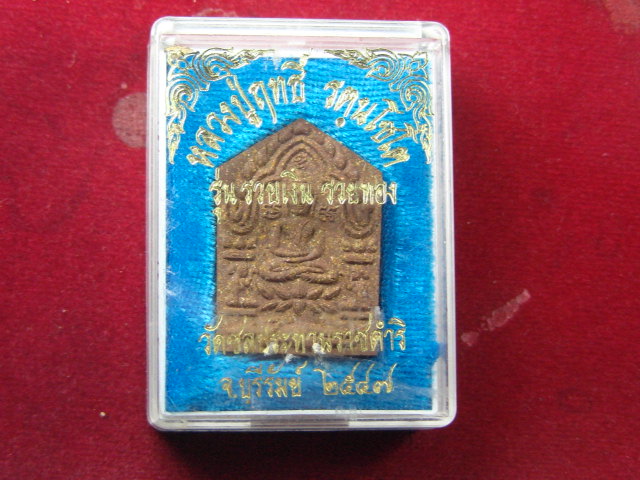 หลวงปู่ฤทธิ์ รตนโชโต
รุ่น รวยเงิน รวยทอง
วัดชลประทานราชดำริ
จ.บุรีรัมย์ ๒๕๔๗